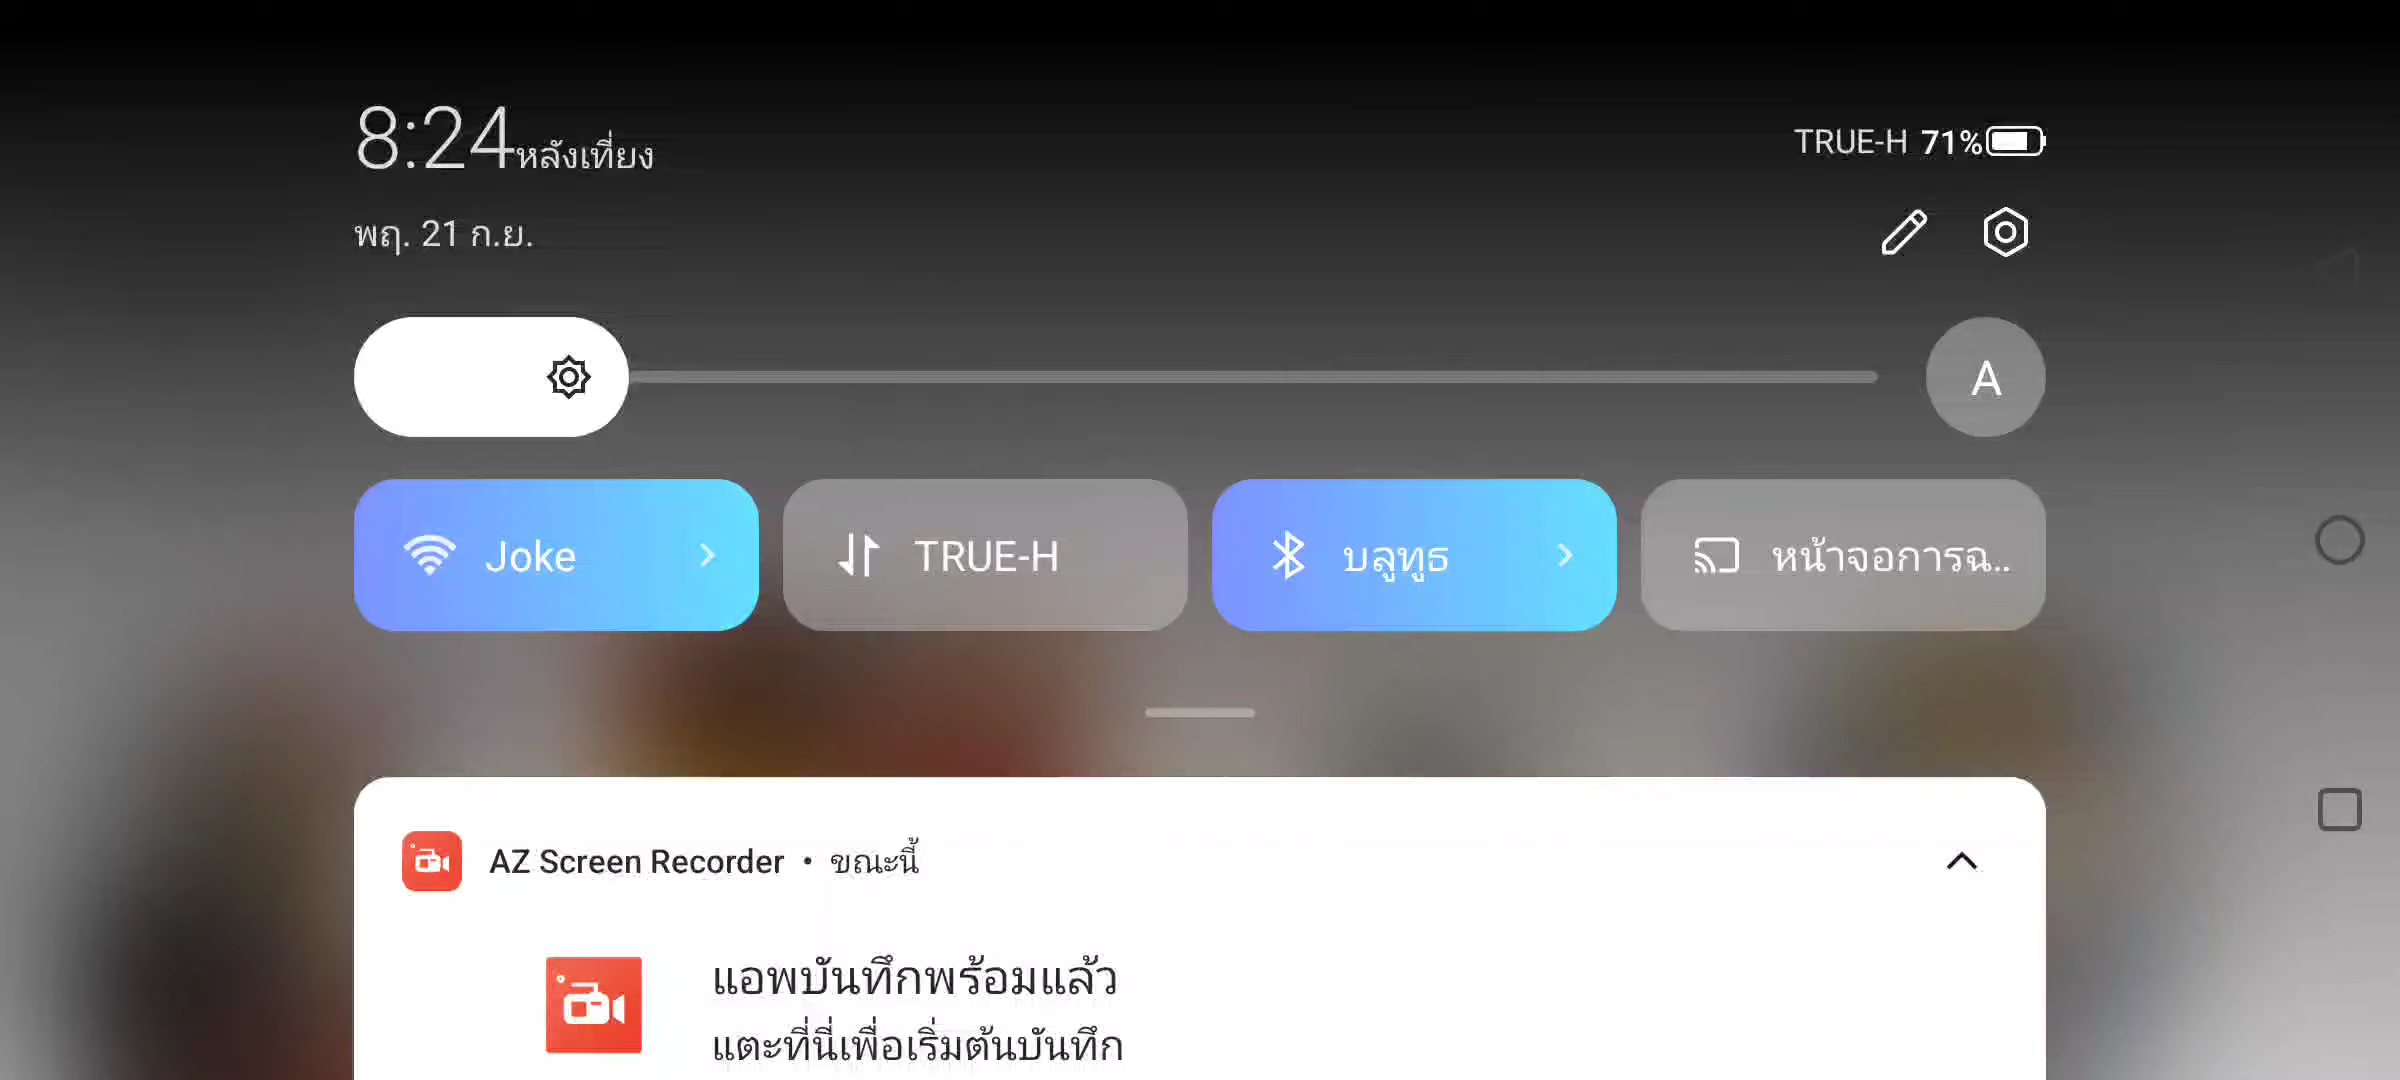 8:24หลังเที่ยง
TRUE-H 71%
พฤ. 21 ก.ย.
A
Joke
TRUE-H
บลูทูธ
หน้าจอการฉ..
AZ Screen Recorder • ขณะนี้
แอพบันทึกพร้อมแล้ว
แตะที่นี่เพื่อเริ่มต้นบันทึก